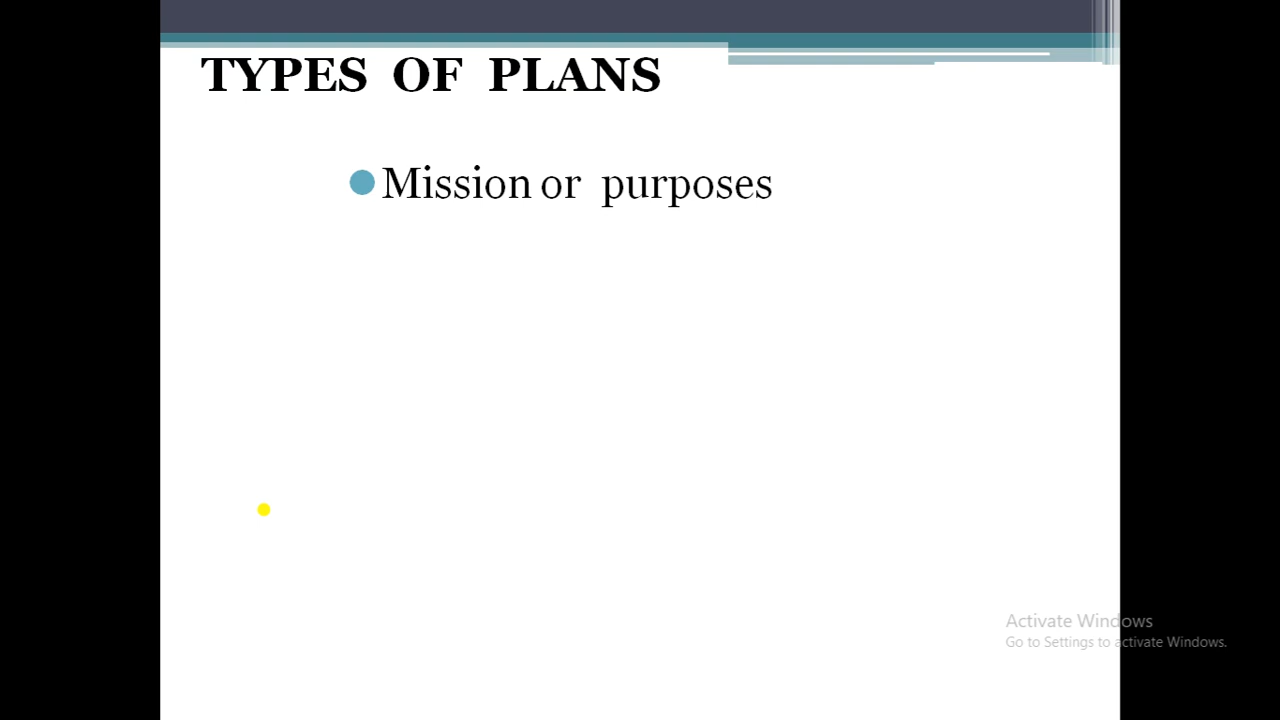 TYPES OF PLANS
Mission or purposes
Activate Windows
Go to Settings to activate Windows.